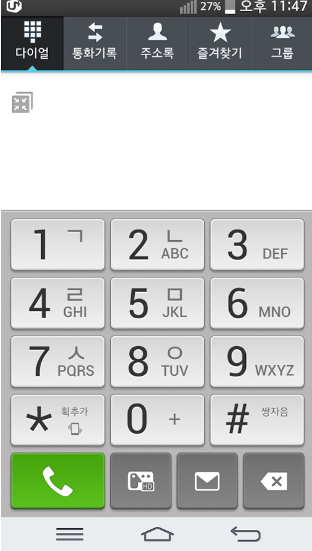 27% 오후 11:47
다이얼 통화기록 주소록 즐겨찾기 그룹
1 ㄱ 2 ㄴ ABC 3 DEF
4 ㄹ GHI 5 ㅁ JKL 6 MNO
7 ㅅ PQRS 8 ㅇ TUV 9 WXYZ
* 획추가 0 + # 쌍자음
HD